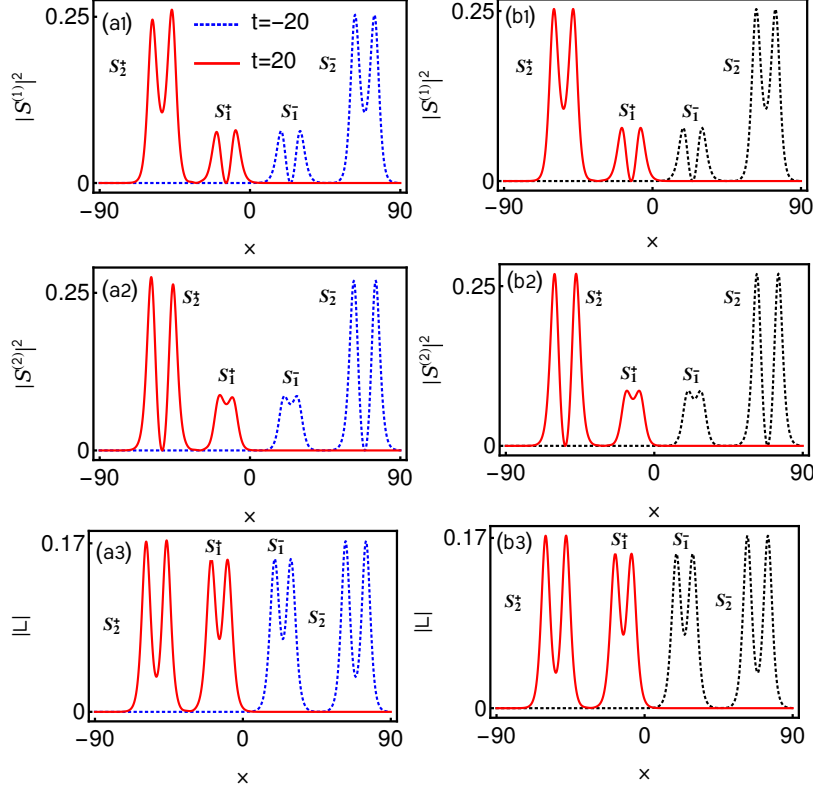 (a1)
t=−20
t=20
0.25
0
|S⁽¹⁾|²
S₂⁺
S₁⁺
S₁⁻
S₂⁻
−90
0
90
x
(b1)
0.25
0
|S⁽¹⁾|²
S₂⁺
S₁⁺
S₁⁻
S₂⁻
−90
0
90
x
(a2)
0.25
0
|S⁽²⁾|²
S₂⁺
S₁⁺
S₁⁻
S₂⁻
−90
0
90
x
(b2)
0.25
0
|S⁽²⁾|²
S₂⁺
S₁⁺
S₁⁻
S₂⁻
−90
0
90
x
(a3)
0.17
0
|L|
S₂⁺
S₁⁺
S₁⁻
S₂⁻
−90
0
90
x
(b3)
0.17
0
|L|
S₂⁺
S₁⁺
S₁⁻
S₂⁻
−90
0
90
x